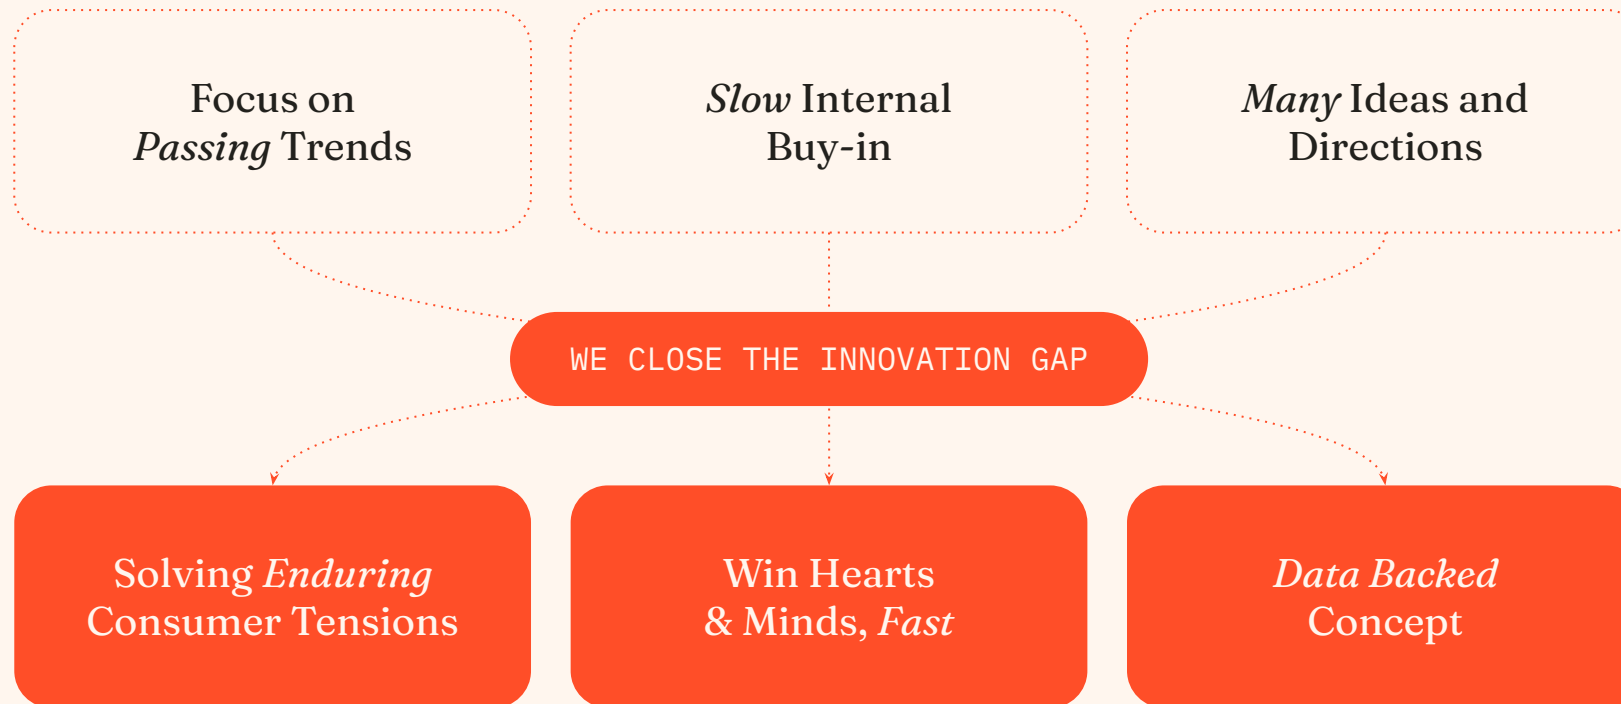 Focus on
Passing Trends
Slow Internal
Buy-in
Many Ideas and
Directions
WE CLOSE THE INNOVATION GAP
Solving Enduring
Consumer Tensions
Win Hearts
& Minds, Fast
Data Backed
Concept